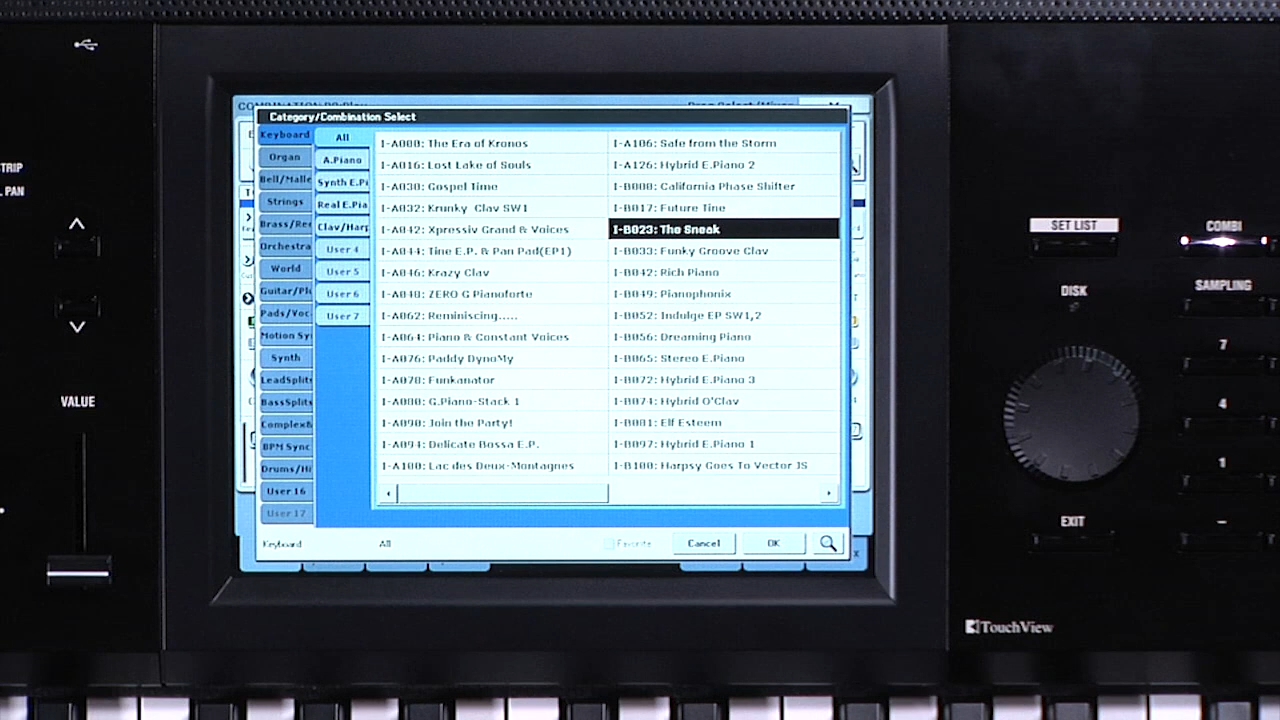 COMBINATION P0:Play
Prog Select/Mixer
Category/Combination Select
Keyboard
Organ
Bell/Malle
Strings
Brass/Ree
Orchestra
World
Guitar/Plu
Pads/Voc
Motion Syn
Synth
LeadSplits
BassSplits
Complex&
BPM Sync
Drums/Hi
User 16
User 17
All
A.Piano
Synth E.Pi
Real E.Pia
Clav/Harp
User 4
User 5
User 6
User 7
I-A000: The Era of Kronos
I-A016: Lost Lake of Souls
I-A030: Gospel Time
I-A032: Krunky Clav SW1
I-A042: Xpressiv Grand & Voices
I-A044: Tine E.P. & Pan Pad(EP1)
I-A046: Krazy Clav
I-A048: ZERO G Pianoforte
I-A062: Reminiscing.....
I-A064: Piano & Constant Voices
I-A076: Paddy DynoMy
I-A078: Funkanator
I-A080: G.Piano-Stack 1
I-A090: Join the Party!
I-A094: Delicate Bossa E.P.
I-A100: Lac des Deux-Montagnes
I-A106: Safe from the Storm
I-A126: Hybrid E.Piano 2
I-B000: California Phase Shifter
I-B017: Future Tine
I-B023: The Sneak
I-B033: Funky Groove Clav
I-B042: Rich Piano
I-B049: Pianophonix
I-B052: Indulge EP SW1,2
I-B056: Dreaming Piano
I-B065: Stereo E.Piano
I-B072: Hybrid E.Piano 3
I-B074: Hybrid O'Clav
I-B081: Elf Esteem
I-B097: Hybrid E.Piano 1
I-B100: Harpsy Goes To Vector JS
Keyboard
All
Favorite
Cancel
OK
TRIP
PAN
VALUE
SET LIST
COMBI
DISK
SAMPLING
7
4
1
-
EXIT
TouchView